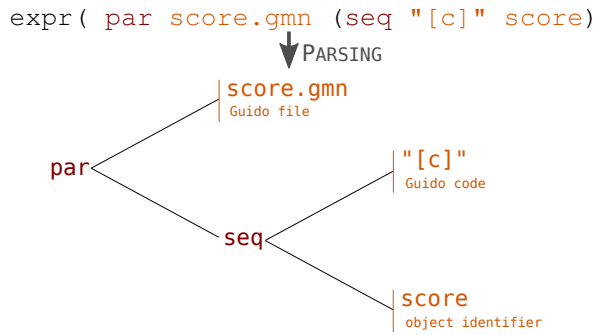 expr( par score.gmn (seq "[c]" score)
PARSING
score.gmn
Guido file
par
"[c]"
Guido code
seq
score
object identifier